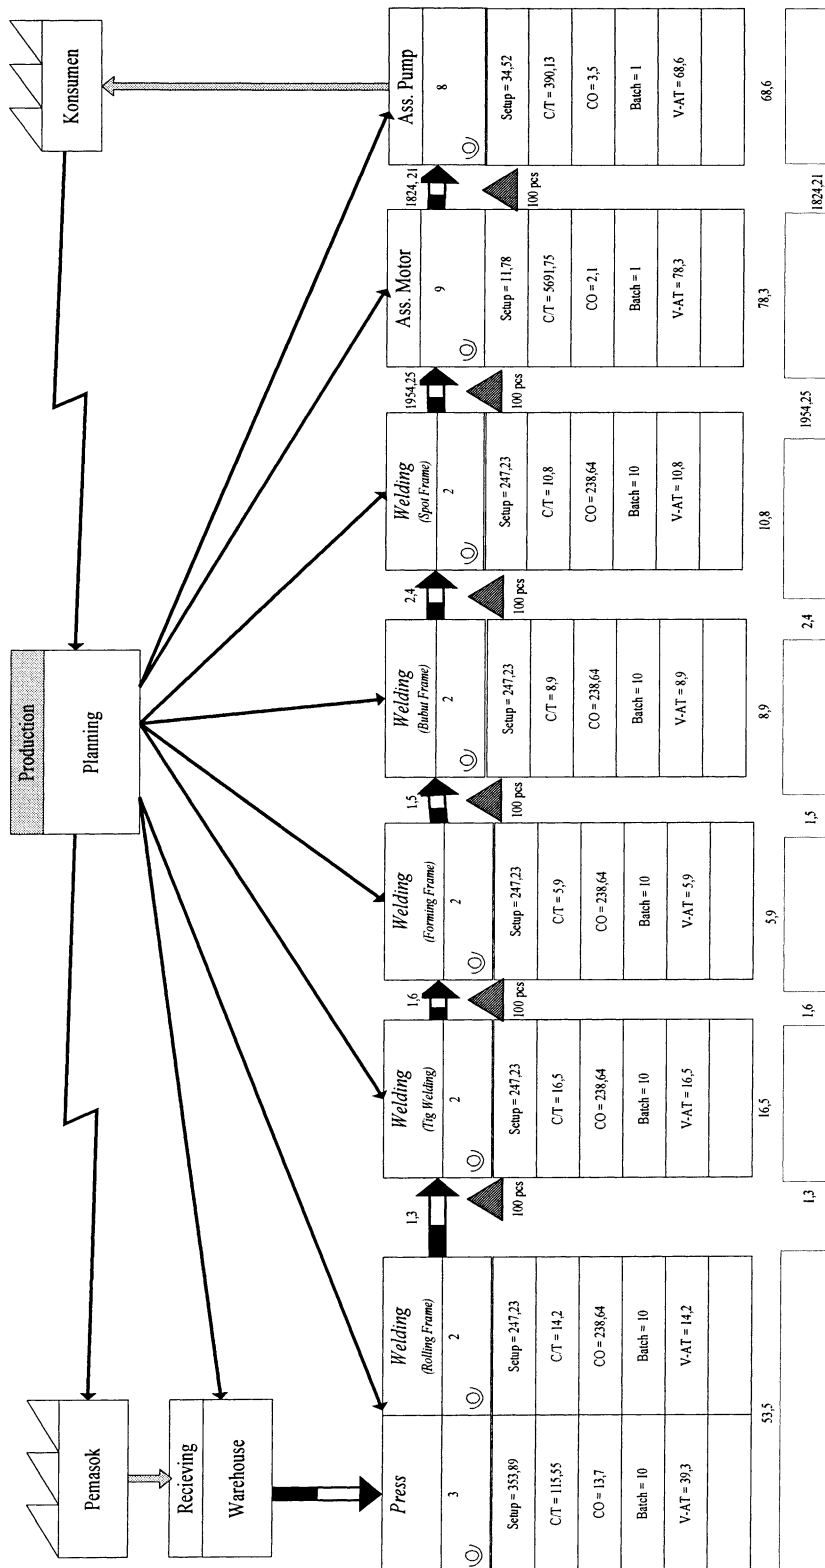 Pemasok
Recieving
Warehouse
Production
Planning
Konsumen
Press
3
Setup = 353,89
C/T = 115,55
CO = 13,7
Batch = 10
V-AT = 39,3
Welding
(Rolling Frame)
2
Setup = 247,23
C/T = 14,2
CO = 238,64
Batch = 10
V-AT = 14,2
1,3
100 pcs
Welding
(Tig Welding)
2
Setup = 247,23
C/T = 16,5
CO = 238,64
Batch = 10
V-AT = 16,5
1,6
100 pcs
Welding
(Forming Frame)
2
Setup = 247,23
C/T = 5,9
CO = 238,64
Batch = 10
V-AT = 5,9
1,5
100 pcs
Welding
(Bubut Frame)
2
Setup = 247,23
C/T = 8,9
CO = 238,64
Batch = 10
V-AT = 8,9
2,4
100 pcs
Welding
(Spot Frame)
2
Setup = 247,23
C/T = 10,8
CO = 238,64
Batch = 10
V-AT = 10,8
1954,25
100 pcs
Ass. Motor
9
Setup = 11,78
C/T = 5691,75
CO = 2,1
Batch = 1
V-AT = 78,3
1824, 21
100 pcs
Ass. Pump
8
Setup = 34,52
C/T = 390,13
CO = 3,5
Batch = 1
V-AT = 68,6
53,5
1,3
16,5
1,6
5,9
1,5
8,9
2,4
10,8
1954,25
78,3
1824,21
68,6